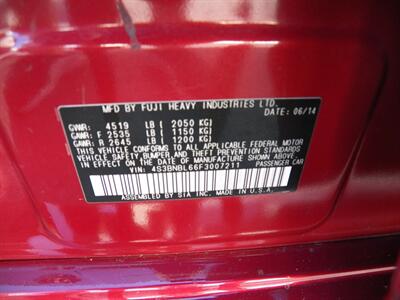 MFD BY FUJI HEAVY INDUSTRIES LTD.
GVWR: 4519 LB ( 2050 KG) DATE: 06/14
GAWR: F 2535 LB ( 1150 KG)
GAWR: R 2645 LB ( 1200 KG)
THIS VEHICLE CONFORMS TO ALL APPLICABLE FEDERAL MOTOR
VEHICLE SAFETY, BUMPER, AND THEFT PREVENTION STANDARDS
IN EFFECT ON THE DATE OF MANUFACTURE SHOWN ABOVE.
VIN: 4S3BNBL66F3007211 PASSENGER CAR
ASSEMBLED BY SIA INC. MADE IN U.S.A.